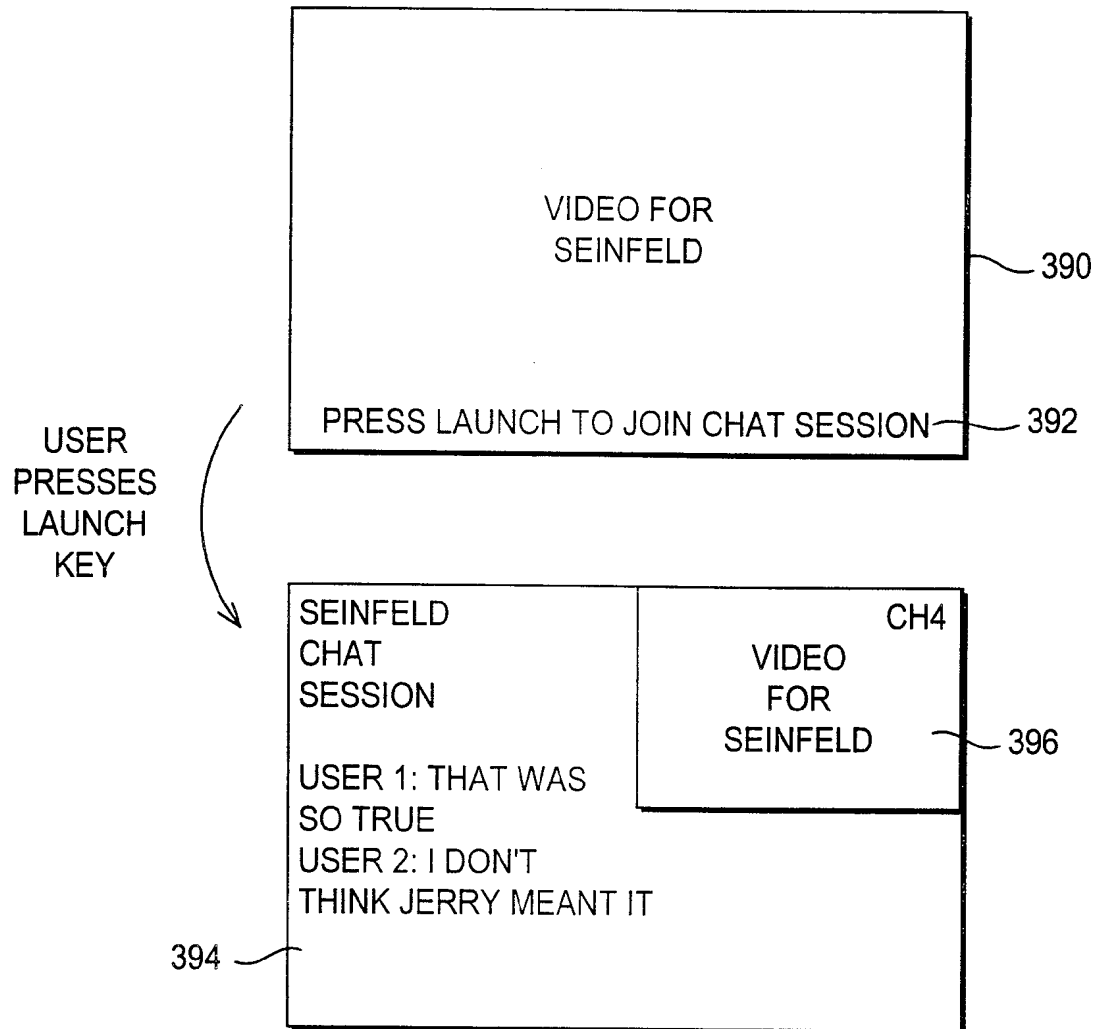 VIDEO FOR
SEINFELD
390
PRESS LAUNCH TO JOIN CHAT SESSION
392
USER
PRESSES
LAUNCH
KEY
SEINFELD
CHAT
SESSION
CH4
VIDEO
FOR
SEINFELD
396
USER 1: THAT WAS
SO TRUE
USER 2: I DON'T
THINK JERRY MEANT IT
394